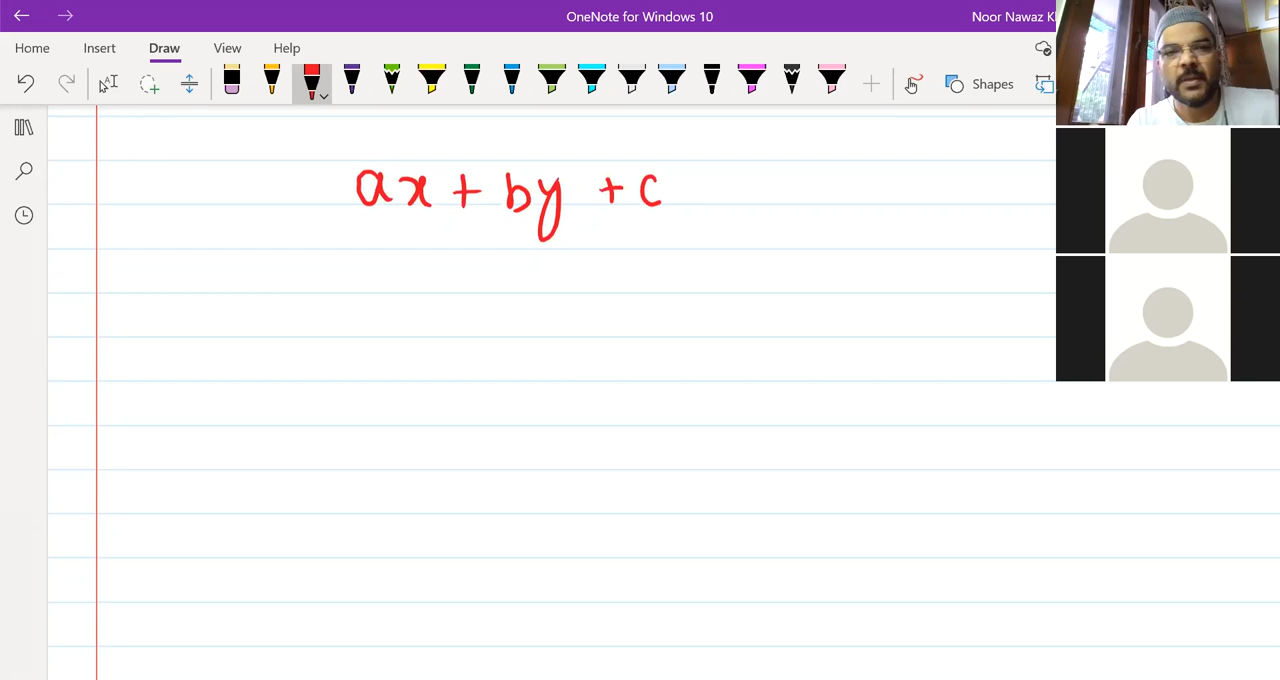 OneNote for Windows 10
Noor Nawaz
Home Insert Draw View Help
Shapes
ax + by + c